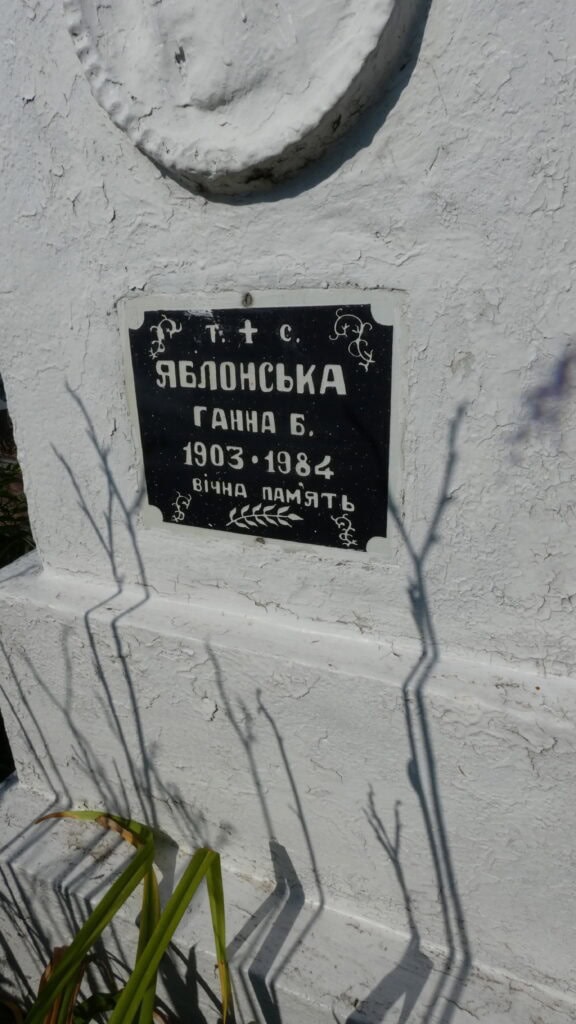 Т. ✝ С.
ЯБЛОНСЬКА
ГАННА Б.
1903•1984
ВІЧНА ПАМ'ЯТЬ